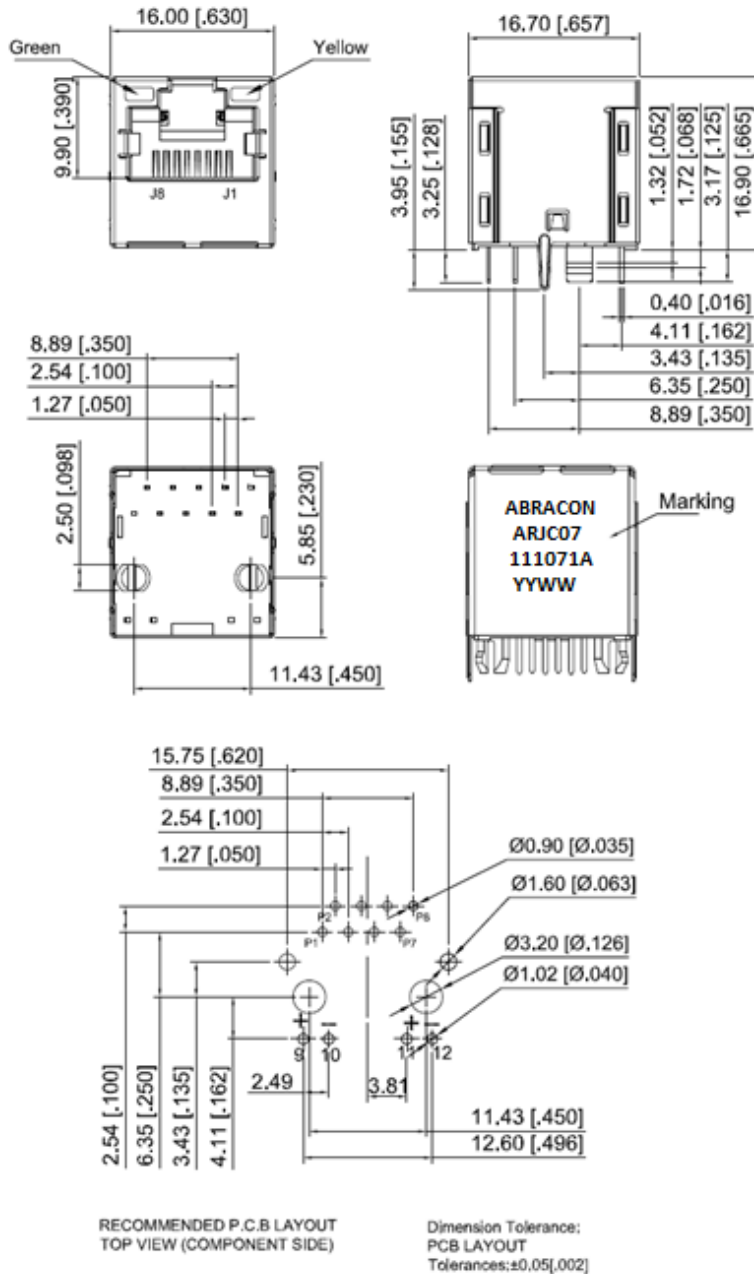 16.00 [.630]
Green
Yellow
9.90 [.390]
J8
J1
16.70 [.657]
3.95 [.155]
3.25 [.128]
1.32 [.052]
1.72 [.068]
3.17 [.125]
16.90 [.665]
0.40 [.016]
4.11 [.162]
3.43 [.135]
6.35 [.250]
8.89 [.350]
8.89 [.350]
2.54 [.100]
1.27 [.050]
2.50 [.098]
5.85 [.230]
11.43 [.450]
ABRACON
ARJC07
111071A
YYWW
Marking
15.75 [.620]
8.89 [.350]
2.54 [.100]
1.27 [.050]
Ø0.90 [Ø.035]
Ø1.60 [Ø.063]
Ø3.20 [Ø.126]
Ø1.02 [Ø.040]
P2
P1
P7
+ − + −
9 10 11 12
2.54 [.100]
6.35 [.250]
3.43 [.135]
4.11 [.162]
2.49
3.81
11.43 [.450]
12.60 [.496]
RECOMMENDED P.C.B LAYOUT
TOP VIEW (COMPONENT SIDE)
Dimension Tolerance:
PCB LAYOUT
Tolerances:±0.05[.002]